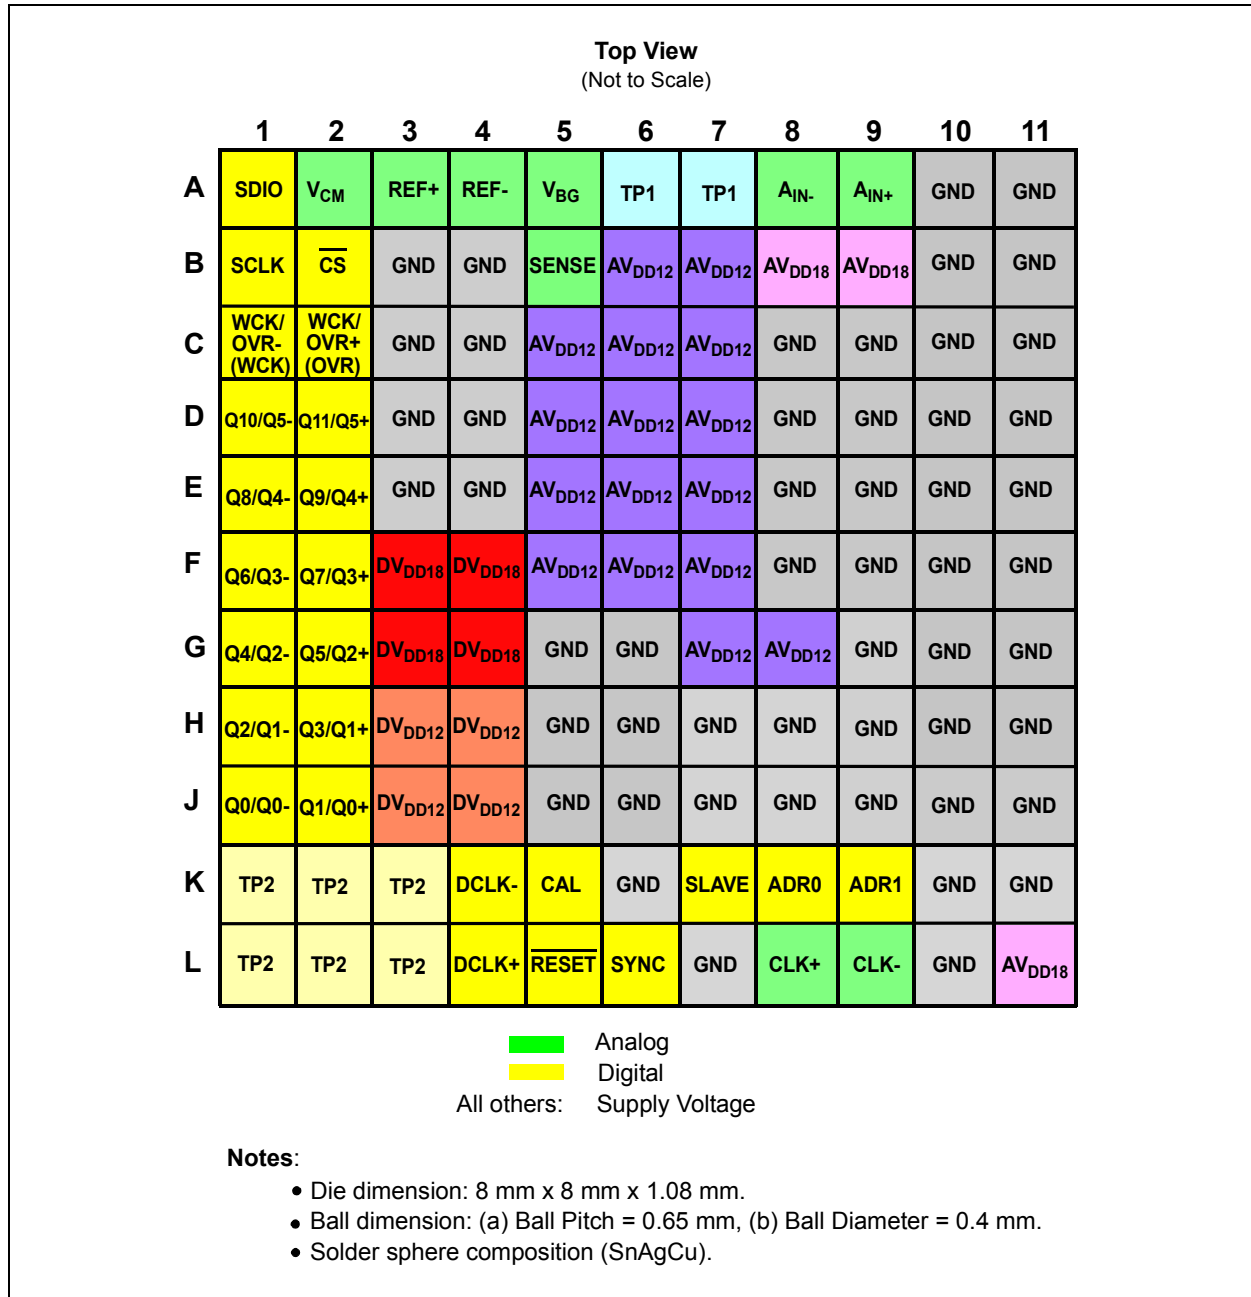 Top View
(Not to Scale)
1 2 3 4 5 6 7 8 9 10 11
A SDIO VCM REF+ REF- VBG TP1 TP1 AIN- AIN+ GND GND
B SCLK CS GND GND SENSE AVDD12 AVDD12 AVDD18 AVDD18 GND GND
C WCK/ OVR- (WCK) WCK/ OVR+ (OVR) GND GND AVDD12 AVDD12 AVDD12 GND GND GND GND
D Q10/Q5- Q11/Q5+ GND GND AVDD12 AVDD12 AVDD12 GND GND GND GND
E Q8/Q4- Q9/Q4+ GND GND AVDD12 AVDD12 AVDD12 GND GND GND GND
F Q6/Q3- Q7/Q3+ DVDD18 DVDD18 AVDD12 AVDD12 AVDD12 GND GND GND GND
G Q4/Q2- Q5/Q2+ DVDD18 DVDD18 GND GND AVDD12 AVDD12 GND GND GND
H Q2/Q1- Q3/Q1+ DVDD12 DVDD12 GND GND GND GND GND GND GND
J Q0/Q0- Q1/Q0+ DVDD12 DVDD12 GND GND GND GND GND GND GND
K TP2 TP2 TP2 DCLK- CAL GND SLAVE ADR0 ADR1 GND GND
L TP2 TP2 TP2 DCLK+ RESET SYNC GND CLK+ CLK- GND AVDD18
Analog
Digital
All others: Supply Voltage
Notes:
• Die dimension: 8 mm x 8 mm x 1.08 mm.
• Ball dimension: (a) Ball Pitch = 0.65 mm, (b) Ball Diameter = 0.4 mm.
• Solder sphere composition (SnAgCu).